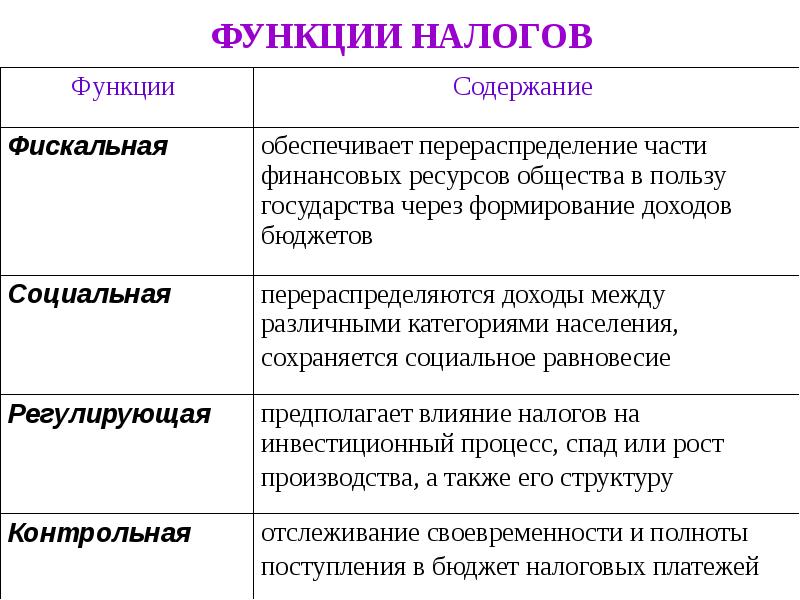 ФУНКЦИИ НАЛОГОВ
Функции
Содержание
Фискальная
обеспечивает перераспределение части
финансовых ресурсов общества в пользу
государства через формирование доходов
бюджетов
Социальная
перераспределяются доходы между
различными категориями населения,
сохраняется социальное равновесие
Регулирующая
предполагает влияние налогов на
инвестиционный процесс, спад или рост
производства, а также его структуру
Контрольная
отслеживание своевременности и полноты
поступления в бюджет налоговых платежей